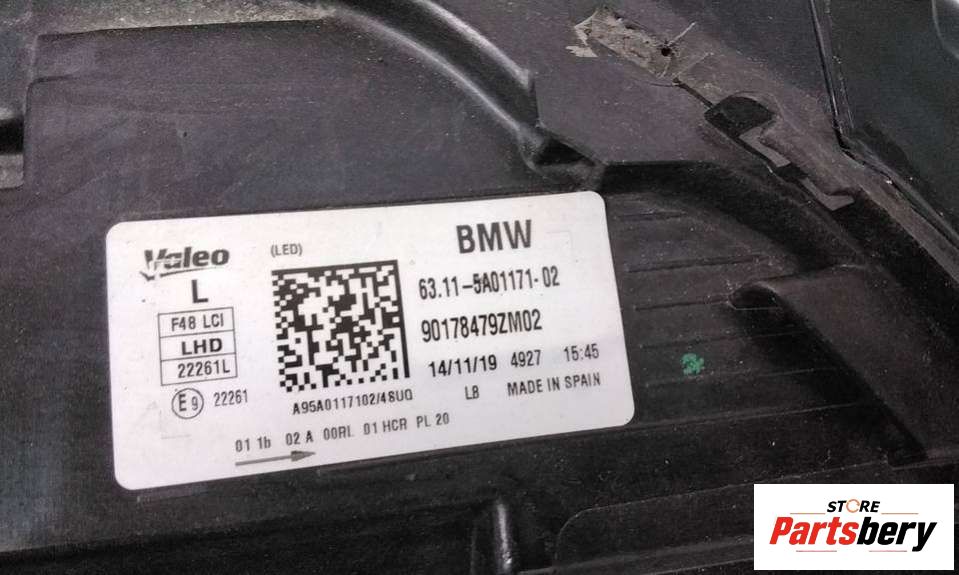 Valeo (LED) BMW
L
63.11-5A01171-02
F48 LCI
LHD
22261L
90178479ZM02
14/11/19 4927 15:45
E9 22261
A95A0117102/48UQ
LB MADE IN SPAIN
01 1b 02 A 00RL 01 HCR PL 20
STORE
Partsbery